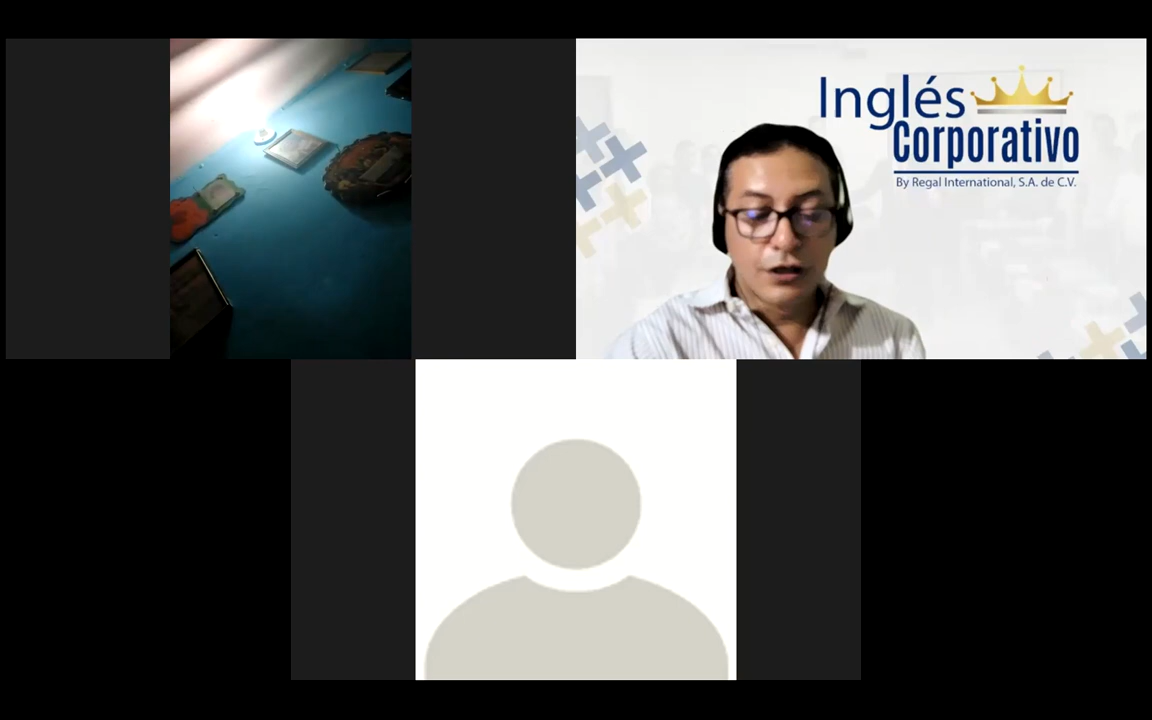 Inglés
Corporativo
By Regal International, S.A. de C.V.